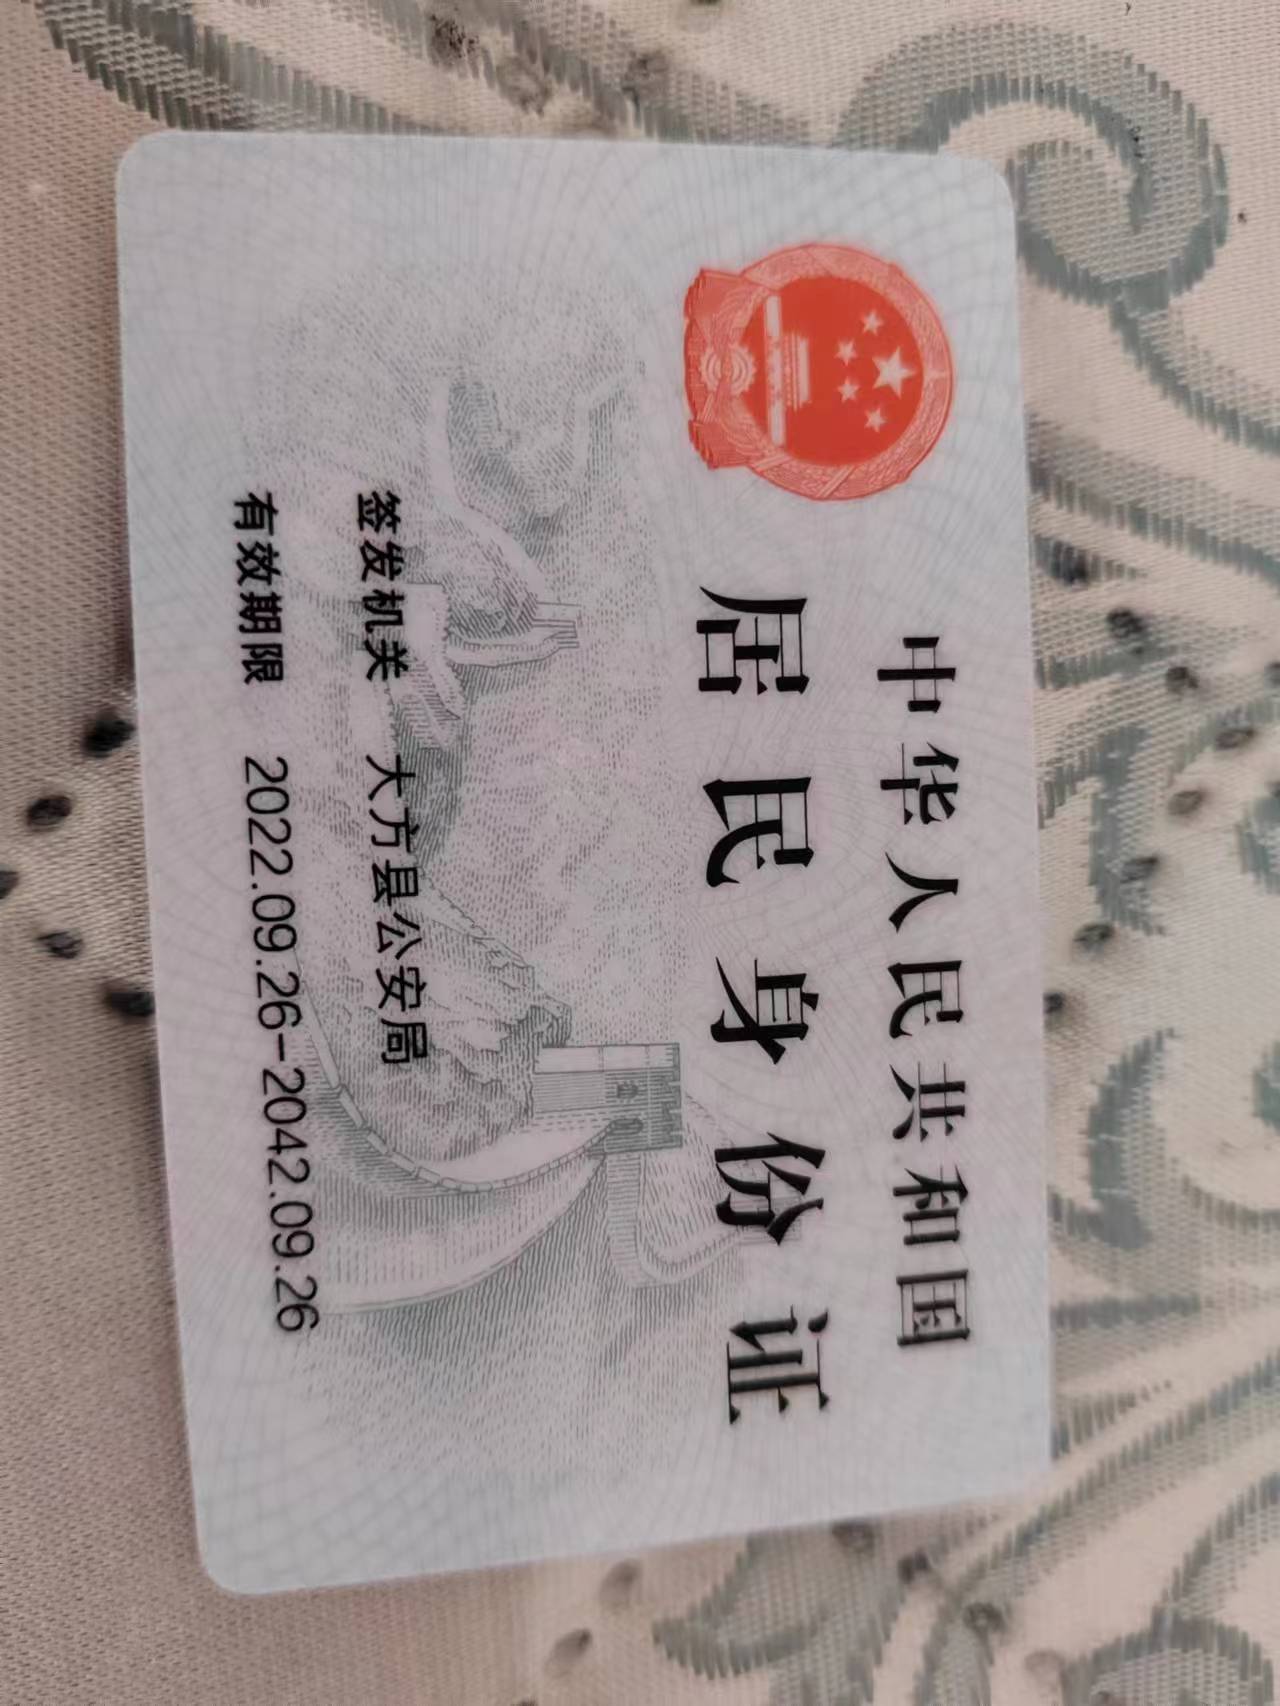 中华人民共和国
居民身份证
签发机关 大方县公安局
有效期限 2022.09.26-2042.09.26